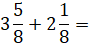 3 5/8 + 2 1/8 =